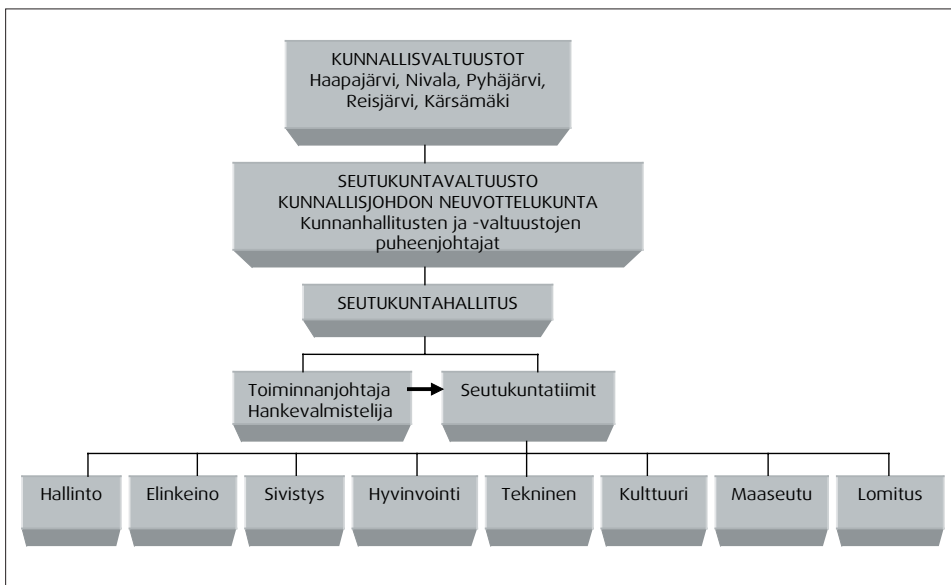 KUNNALLISVALTUUSTOT
Haapajärvi, Nivala, Pyhäjärvi,
Reisjärvi, Kärsämäki
SEUTUKUNTAVALTUUSTO
KUNNALLISJOHDON NEUVOTTELUKUNTA
Kunnanhallitusten ja -valtuustojen
puheenjohtajat
SEUTUKUNTAHALLITUS
Toiminnanjohtaja
Hankevalmistelija
Seutukuntatiimit
Hallinto
Elinkeino
Sivistys
Hyvinvointi
Tekninen
Kulttuuri
Maaseutu
Lomitus